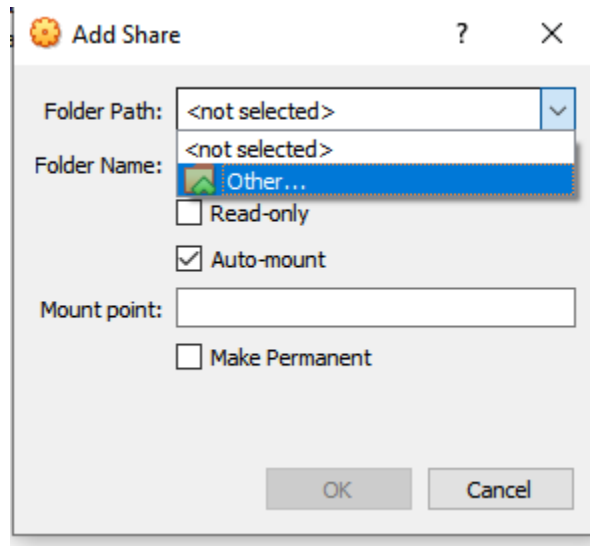 Add Share
Folder Path: <not selected>
<not selected>
Folder Name:
Other...
Read-only
Auto-mount
Mount point:
Make Permanent
OK Cancel